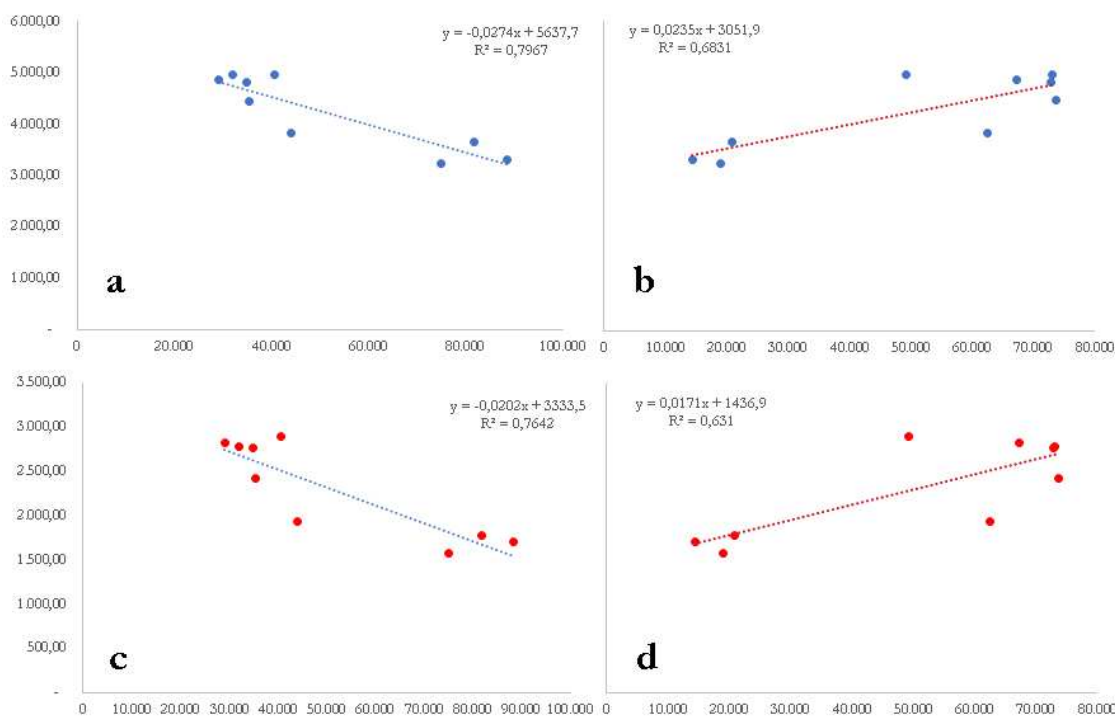 6.000,00
5.000,00
4.000,00
3.000,00
2.000,00
1.000,00
-
y = -0,0274x + 5637,7
R² = 0,7967
a
0 20.000 40.000 60.000 80.000 100.000
y = 0,0235x + 3051,9
R² = 0,6831
b
0 10.000 20.000 30.000 40.000 50.000 60.000 70.000 80.000
3.500,00
3.000,00
2.500,00
2.000,00
1.500,00
1.000,00
500,00
-
y = -0,0202x + 3333,5
R² = 0,7642
c
0 10.000 20.000 30.000 40.000 50.000 60.000 70.000 80.000 90.000 100.000
y = 0,0171x + 1436,9
R² = 0,631
d
0 10.000 20.000 30.000 40.000 50.000 60.000 70.000 80.000